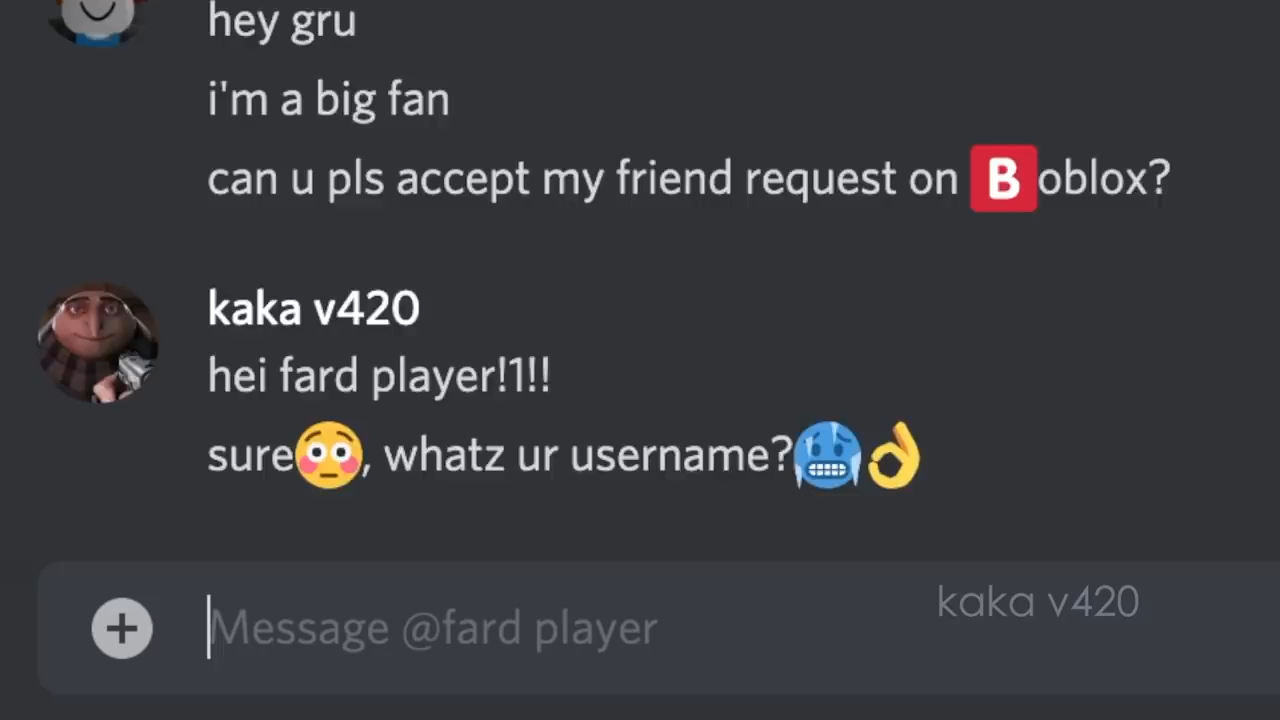 hey gru
i'm a big fan
can u pls accept my friend request on 🅱oblox?
kaka v420
hei fard player!1!!
sure😳, whatz ur username?🥶👌
Message @fard player
kaka v420